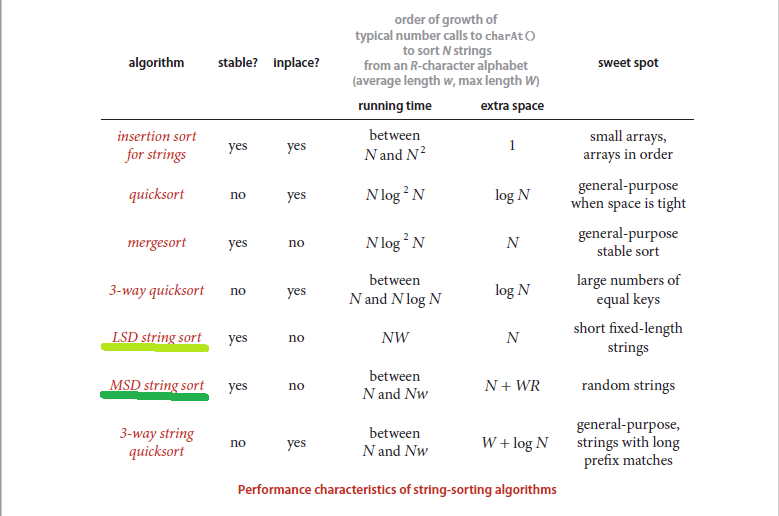 order of growth of
typical number calls to charAt()
to sort N strings
from an R-character alphabet
(average length w, max length W)
algorithm stable? inplace? sweet spot
running time extra space
insertion sort
for strings
yes yes
between
N and N²
1
small arrays,
arrays in order
quicksort no yes N log ² N log N
general-purpose
when space is tight
mergesort yes no N log ² N N
general-purpose
stable sort
3-way quicksort no yes
between
N and N log N
log N
large numbers of
equal keys
LSD string sort yes no NW N
short fixed-length
strings
MSD string sort yes no
between
N and Nw
N + WR random strings
3-way string
quicksort
no yes
between
N and Nw
W + log N
general-purpose,
strings with long
prefix matches
Performance characteristics of string-sorting algorithms